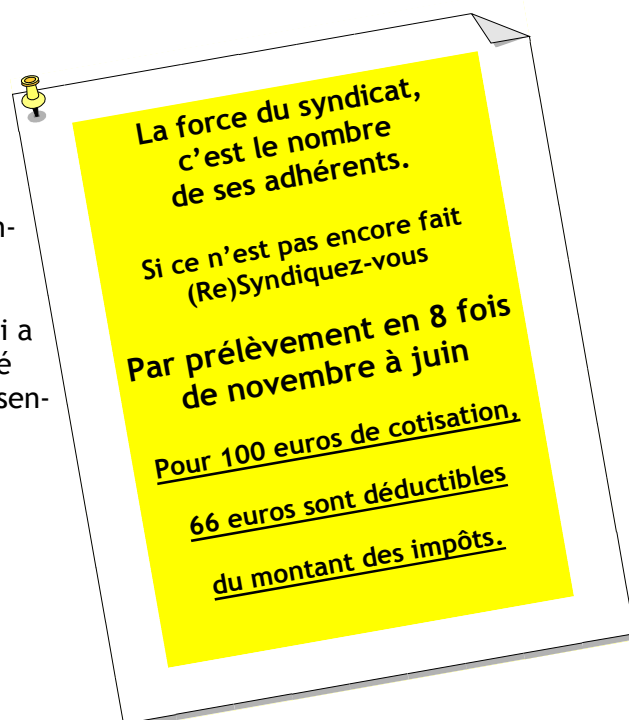 n-
i a
é
sen-
La force du syndicat,
c’est le nombre
de ses adhérents.
Si ce n’est pas encore fait
(Re)Syndiquez-vous
Par prélèvement en 8 fois
de novembre à juin
Pour 100 euros de cotisation,
66 euros sont déductibles
du montant des impôts.